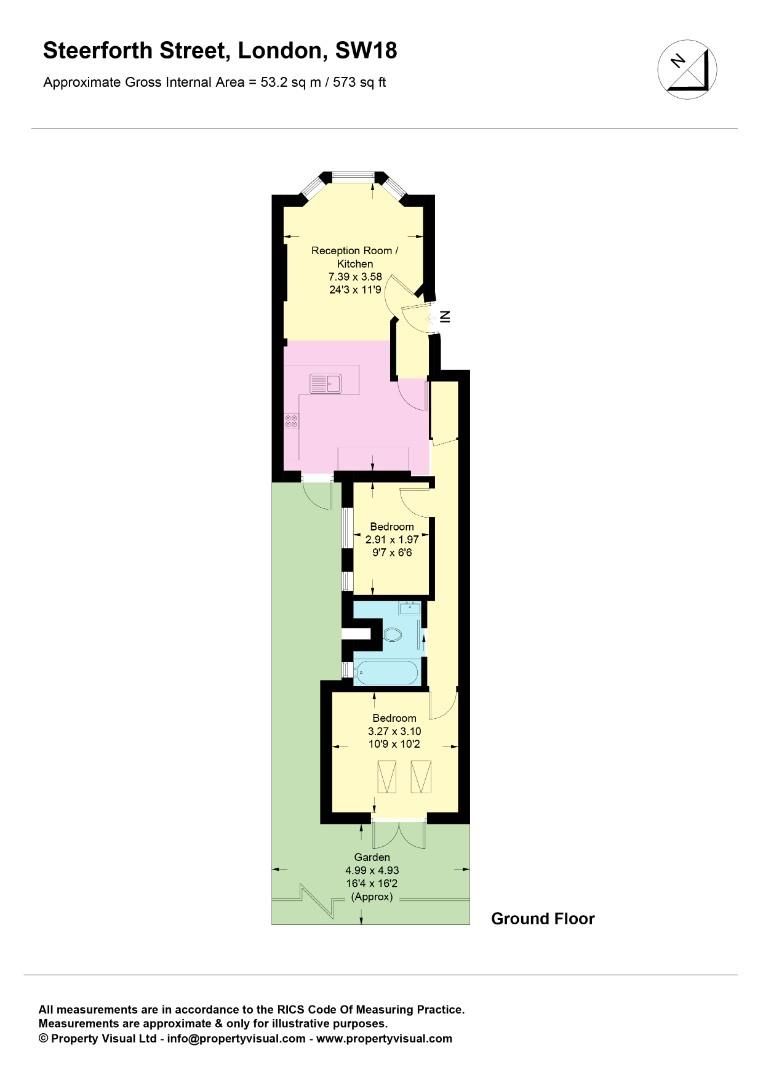 Steerforth Street, London, SW18
Approximate Gross Internal Area = 53.2 sq m / 573 sq ft
N
Reception Room /
Kitchen
7.39 x 3.58
24'3 x 11'9
IN
Bedroom
2.91 x 1.97
9'7 x 6'6
Bedroom
3.27 x 3.10
10'9 x 10'2
Garden
4.99 x 4.93
16'4 x 16'2
(Approx)
Ground Floor
All measurements are in accordance to the RICS Code Of Measuring Practice.
Measurements are approximate & only for illustrative purposes.
© Property Visual Ltd - info@propertyvisual.com - www.propertyvisual.com